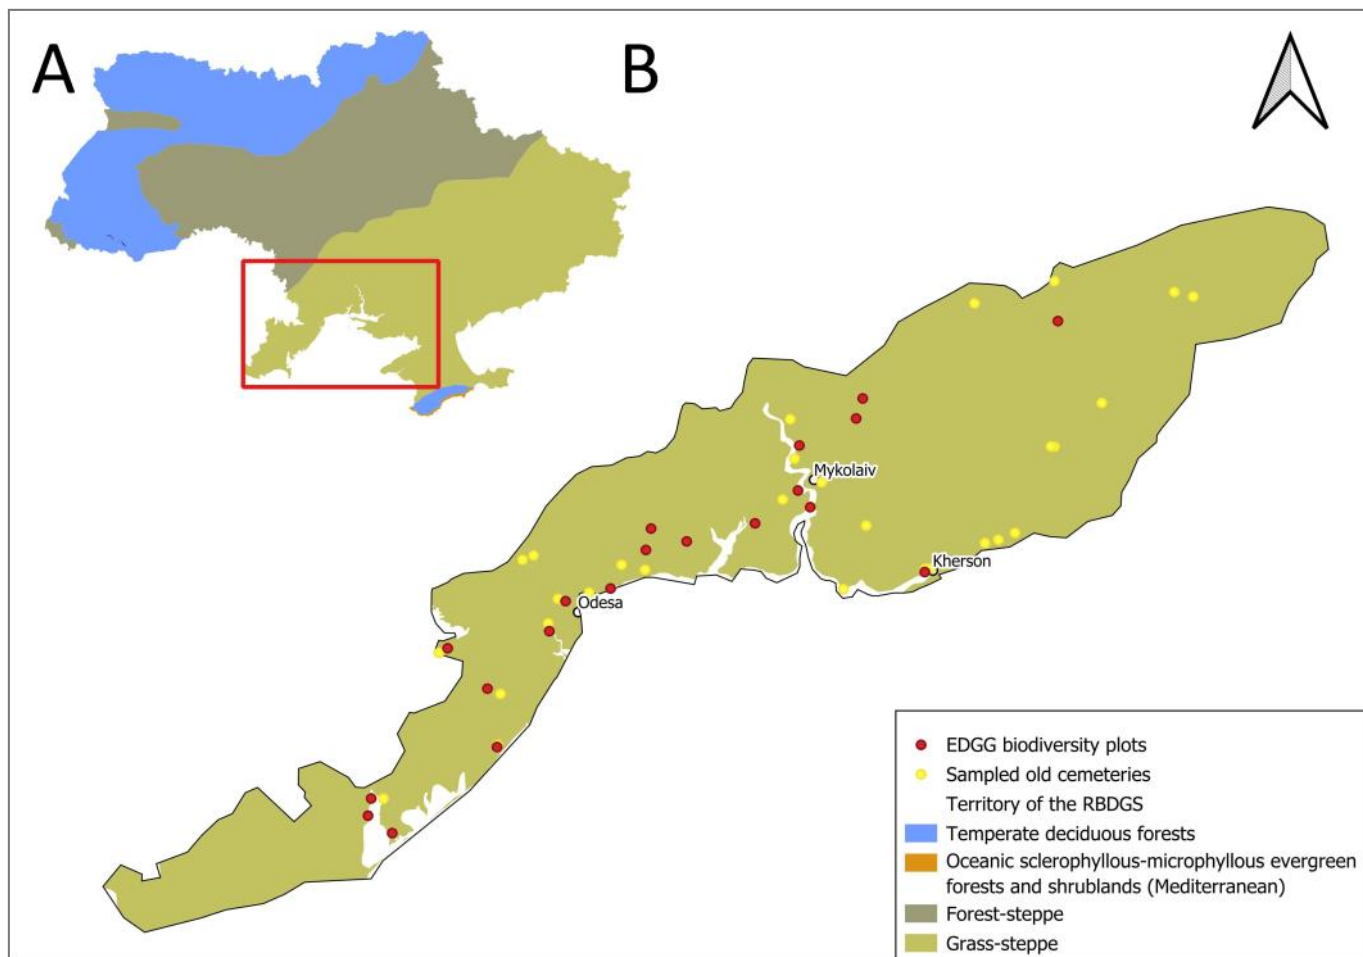 A
B
Mykolaiv
Kherson
Odesa
EDGG biodiversity plots
Sampled old cemeteries
Territory of the RBDGS
Temperate deciduous forests
Oceanic sclerophyllous-microphyllous evergreen
forests and shrublands (Mediterranean)
Forest-steppe
Grass-steppe